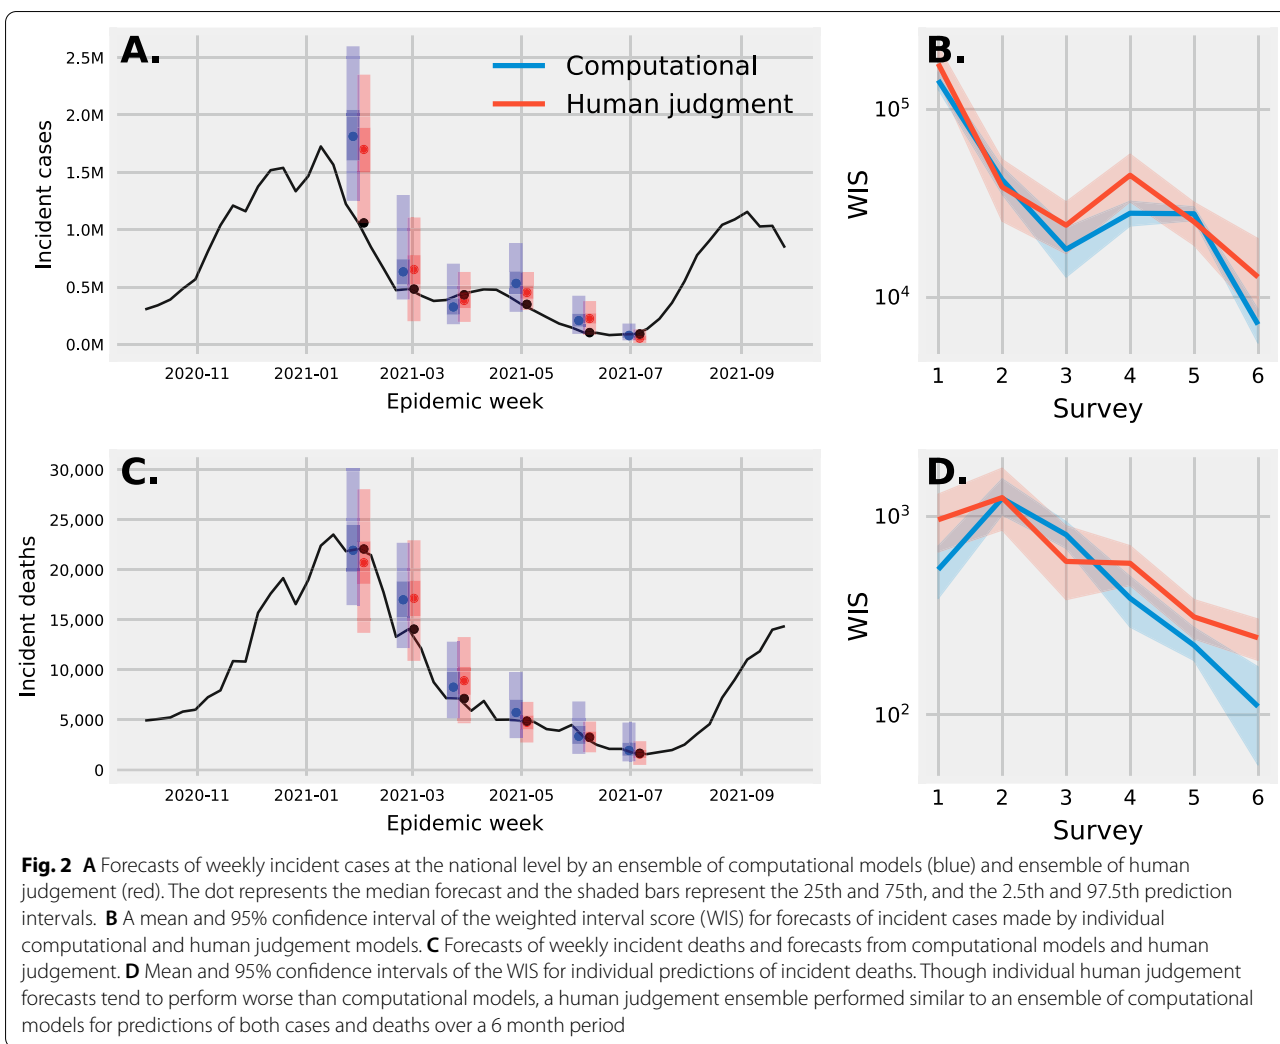 A.
Computational
Human judgment
2.5M
2.0M
1.5M
1.0M
0.5M
0.0M
Incident cases
2020-11 2021-01 2021-03 2021-05 2021-07 2021-09
Epidemic week
B.
10^5
10^4
WIS
1 2 3 4 5 6
Survey
C.
30,000
25,000
20,000
15,000
10,000
5,000
0
Incident deaths
2020-11 2021-01 2021-03 2021-05 2021-07 2021-09
Epidemic week
D.
10^3
10^2
WIS
1 2 3 4 5 6
Survey
Fig. 2 A Forecasts of weekly incident cases at the national level by an ensemble of computational models (blue) and ensemble of human
judgement (red). The dot represents the median forecast and the shaded bars represent the 25th and 75th, and the 2.5th and 97.5th prediction
intervals. B A mean and 95% confidence interval of the weighted interval score (WIS) for forecasts of incident cases made by individual
computational and human judgement models. C Forecasts of weekly incident deaths and forecasts from computational models and human
judgement. D Mean and 95% confidence intervals of the WIS for individual predictions of incident deaths. Though individual human judgement
forecasts tend to perform worse than computational models, a human judgement ensemble performed similar to an ensemble of computational
models for predictions of both cases and deaths over a 6 month period